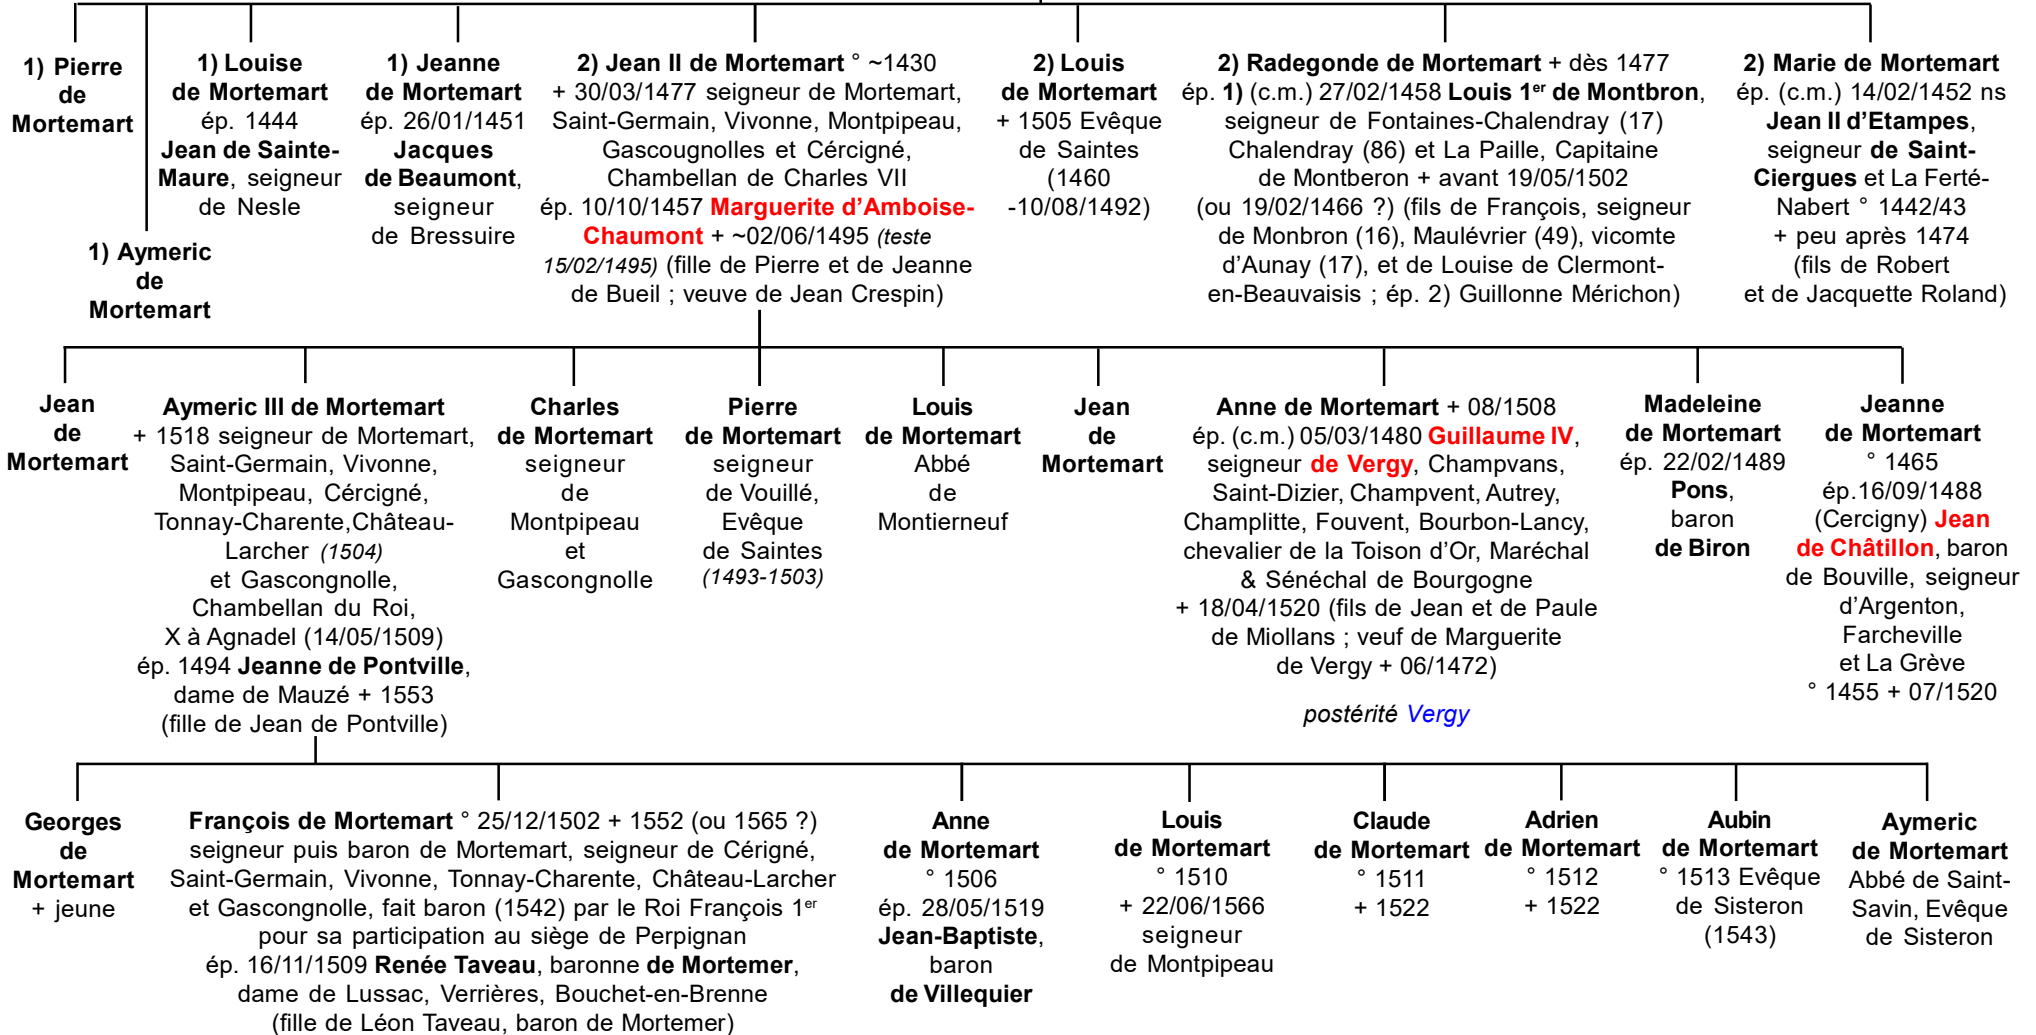 1) Pierre
de
Mortemart
1) Aymeric
de
Mortemart
1) Louise
de Mortemart
ép. 1444
Jean de Sainte-
Maure, seigneur
de Nesle
1) Jeanne
de Mortemart
ép. 26/01/1451
Jacques
de Beaumont,
seigneur
de Bressuire
2) Jean II de Mortemart ° ~1430
+ 30/03/1477 seigneur de Mortemart,
Saint-Germain, Vivonne, Montpipeau,
Gascougnolles et Cércigné,
Chambellan de Charles VII
ép. 10/10/1457 Marguerite d'Amboise-
Chaumont + ~02/06/1495 (teste
15/02/1495) (fille de Pierre et de Jeanne
de Bueil ; veuve de Jean Crespin)
2) Louis
de Mortemart
+ 1505 Evêque
de Saintes
(1460
-10/08/1492)
2) Radegonde de Mortemart + dès 1477
ép. 1) (c.m.) 27/02/1458 Louis 1er de Montbron,
seigneur de Fontaines-Chalendray (17)
Chalendray (86) et La Paille, Capitaine
de Montberon + avant 19/05/1502
(ou 19/02/1466 ?) (fils de François, seigneur
de Monbron (16), Maulévrier (49), vicomte
d'Aunay (17), et de Louise de Clermont-
en-Beauvaisis ; ép. 2) Guillonne Mérichon)
2) Marie de Mortemart
ép. (c.m.) 14/02/1452 ns
Jean II d'Etampes,
seigneur de Saint-
Ciergues et La Ferté-
Nabert ° 1442/43
+ peu après 1474
(fils de Robert
et de Jacquette Roland)
Jean
de
Mortemart
Aymeric III de Mortemart
+ 1518 seigneur de Mortemart,
Saint-Germain, Vivonne,
Montpipeau, Cércigné,
Tonnay-Charente,Château-
Larcher (1504)
et Gascongnolle,
Chambellan du Roi,
X à Agnadel (14/05/1509)
ép. 1494 Jeanne de Pontville,
dame de Mauzé + 1553
(fille de Jean de Pontville)
Charles
de Mortemart
seigneur
de
Montpipeau
et
Gascongnolle
Pierre
de Mortemart
seigneur
de Vouillé,
Evêque
de Saintes
(1493-1503)
Louis
de Mortemart
Abbé
de
Montierneuf
Jean
de
Mortemart
Anne de Mortemart + 08/1508
ép. (c.m.) 05/03/1480 Guillaume IV,
seigneur de Vergy, Champvans,
Saint-Dizier, Champvent, Autrey,
Champlitte, Fouvent, Bourbon-Lancy,
chevalier de la Toison d'Or, Maréchal
& Sénéchal de Bourgogne
+ 18/04/1520 (fils de Jean et de Paule
de Miollans ; veuf de Marguerite
de Vergy + 06/1472)
postérité Vergy
Madeleine
de Mortemart
ép. 22/02/1489
Pons,
baron
de Biron
Jeanne
de Mortemart
° 1465
ép.16/09/1488
(Cercigny) Jean
de Châtillon, baron
de Bouville, seigneur
d'Argenton,
Farcheville
et La Grève
° 1455 + 07/1520
Georges
de
Mortemart
+ jeune
François de Mortemart ° 25/12/1502 + 1552 (ou 1565 ?)
seigneur puis baron de Mortemart, seigneur de Cérigné,
Saint-Germain, Vivonne, Tonnay-Charente, Château-Larcher
et Gascongnolle, fait baron (1542) par le Roi François 1er
pour sa participation au siège de Perpignan
ép. 16/11/1509 Renée Taveau, baronne de Mortemer,
dame de Lussac, Verrières, Bouchet-en-Brenne
(fille de Léon Taveau, baron de Mortemer)
Anne
de Mortemart
° 1506
ép. 28/05/1519
Jean-Baptiste,
baron
de Villequier
Louis
de Mortemart
° 1510
+ 22/06/1566
seigneur
de Montpipeau
Claude
de Mortemart
° 1511
+ 1522
Adrien
de Mortemart
° 1512
+ 1522
Aubin
de Mortemart
° 1513 Evêque
de Sisteron
(1543)
Aymeric
de Mortemart
Abbé de Saint-
Savin, Evêque
de Sisteron